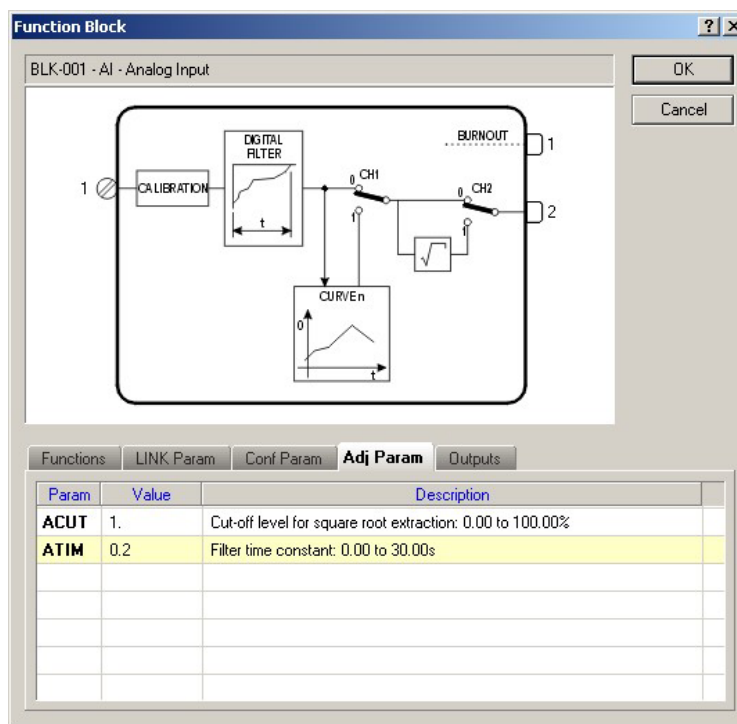 Function Block
BLK-001 - AI - Analog Input
OK
Cancel
DIGITAL
FILTER
BURNOUT
1
1
CALIBRATION
t
0
CH1
1
0
CH2
1
2
√
CURVE n
0
t
Functions
LINK Param
Conf Param
Adj Param
Outputs
Param Value Description
ACUT 1. Cut-off level for square root extraction: 0.00 to 100.00%
ATIM 0.2 Filter time constant: 0.00 to 30.00s